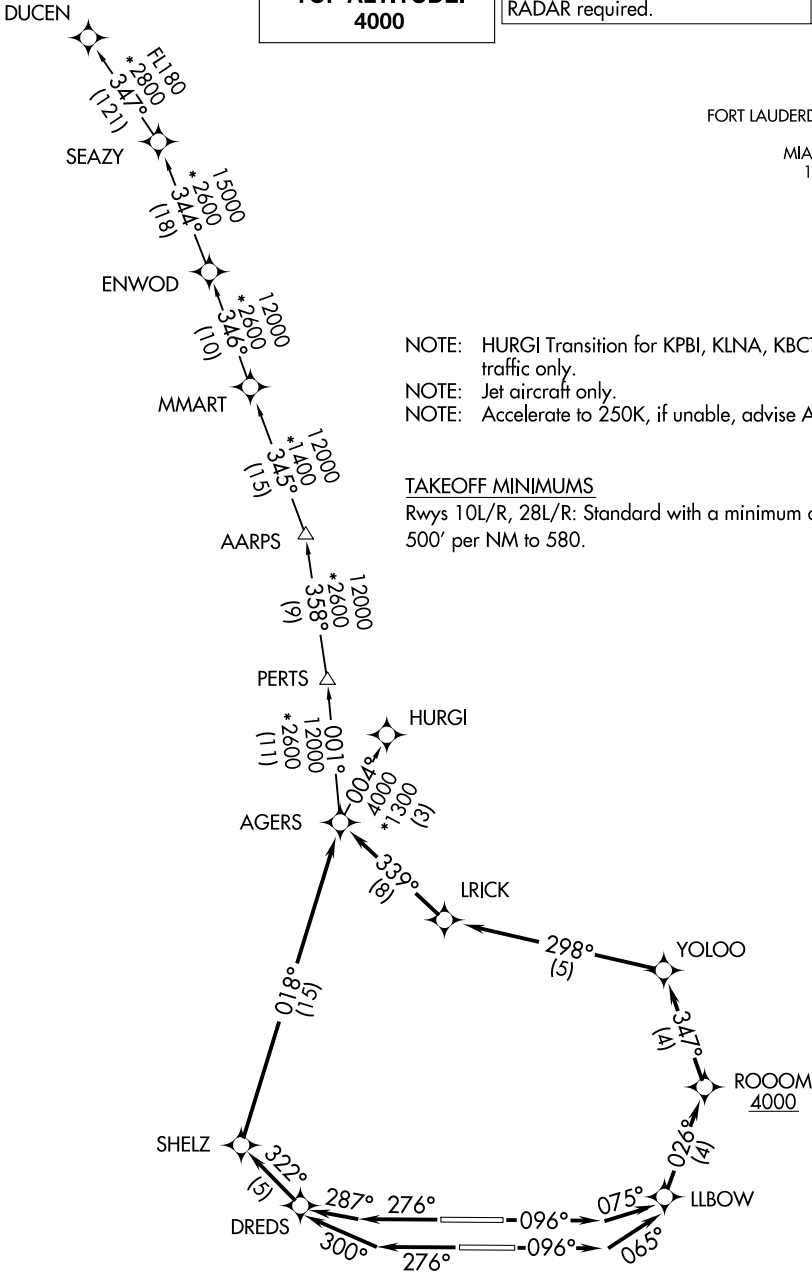 DUCEN
4000
RADAR required.
FL180
*2800
347°
(121)
FORT LAUDERD
MIA
1
SEAZY
15000
*2600
344°
(18)
ENWOD
12000
*2600
346°
(10)
NOTE: HURGI Transition for KPBI, KLNA, KBCT
traffic only.
NOTE: Jet aircraft only.
NOTE: Accelerate to 250K, if unable, advise A
MMART
12000
*1400
345°
(15)
TAKEOFF MINIMUMS
Rwys 10L/R, 28L/R: Standard with a minimum
500' per NM to 580.
AARPS
12000
*2600
358°
(9)
PERTS
HURGI
001°
12000
*2600
(11)
004°
4000
*1300
(3)
AGERS
339°
(8)
LRICK
298°
(5)
YOLOO
018°
(15)
347°
(4)
ROOOM
4000
026°
(4)
SHELZ
322°
(5)
287°
276°
096°
075°
LLBOW
DREDS
300°
276°
096°
065°